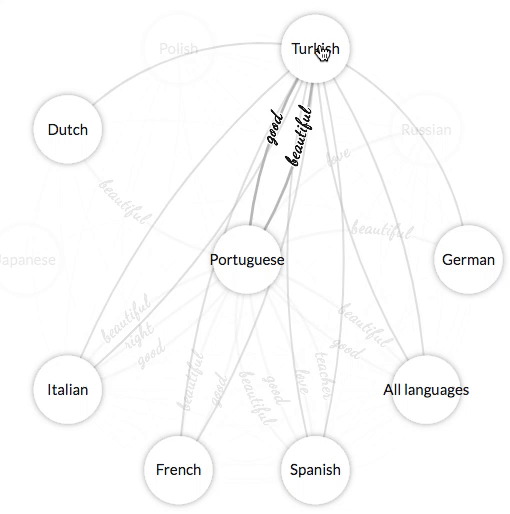 Polish
Turkish
Dutch
Russian
good
beautiful
love
beautiful
beautiful
Portuguese
Japanese
German
beautiful
right
good
beautiful
good
beautiful
good
good
beautiful
love
teacher
Italian
All languages
French
Spanish